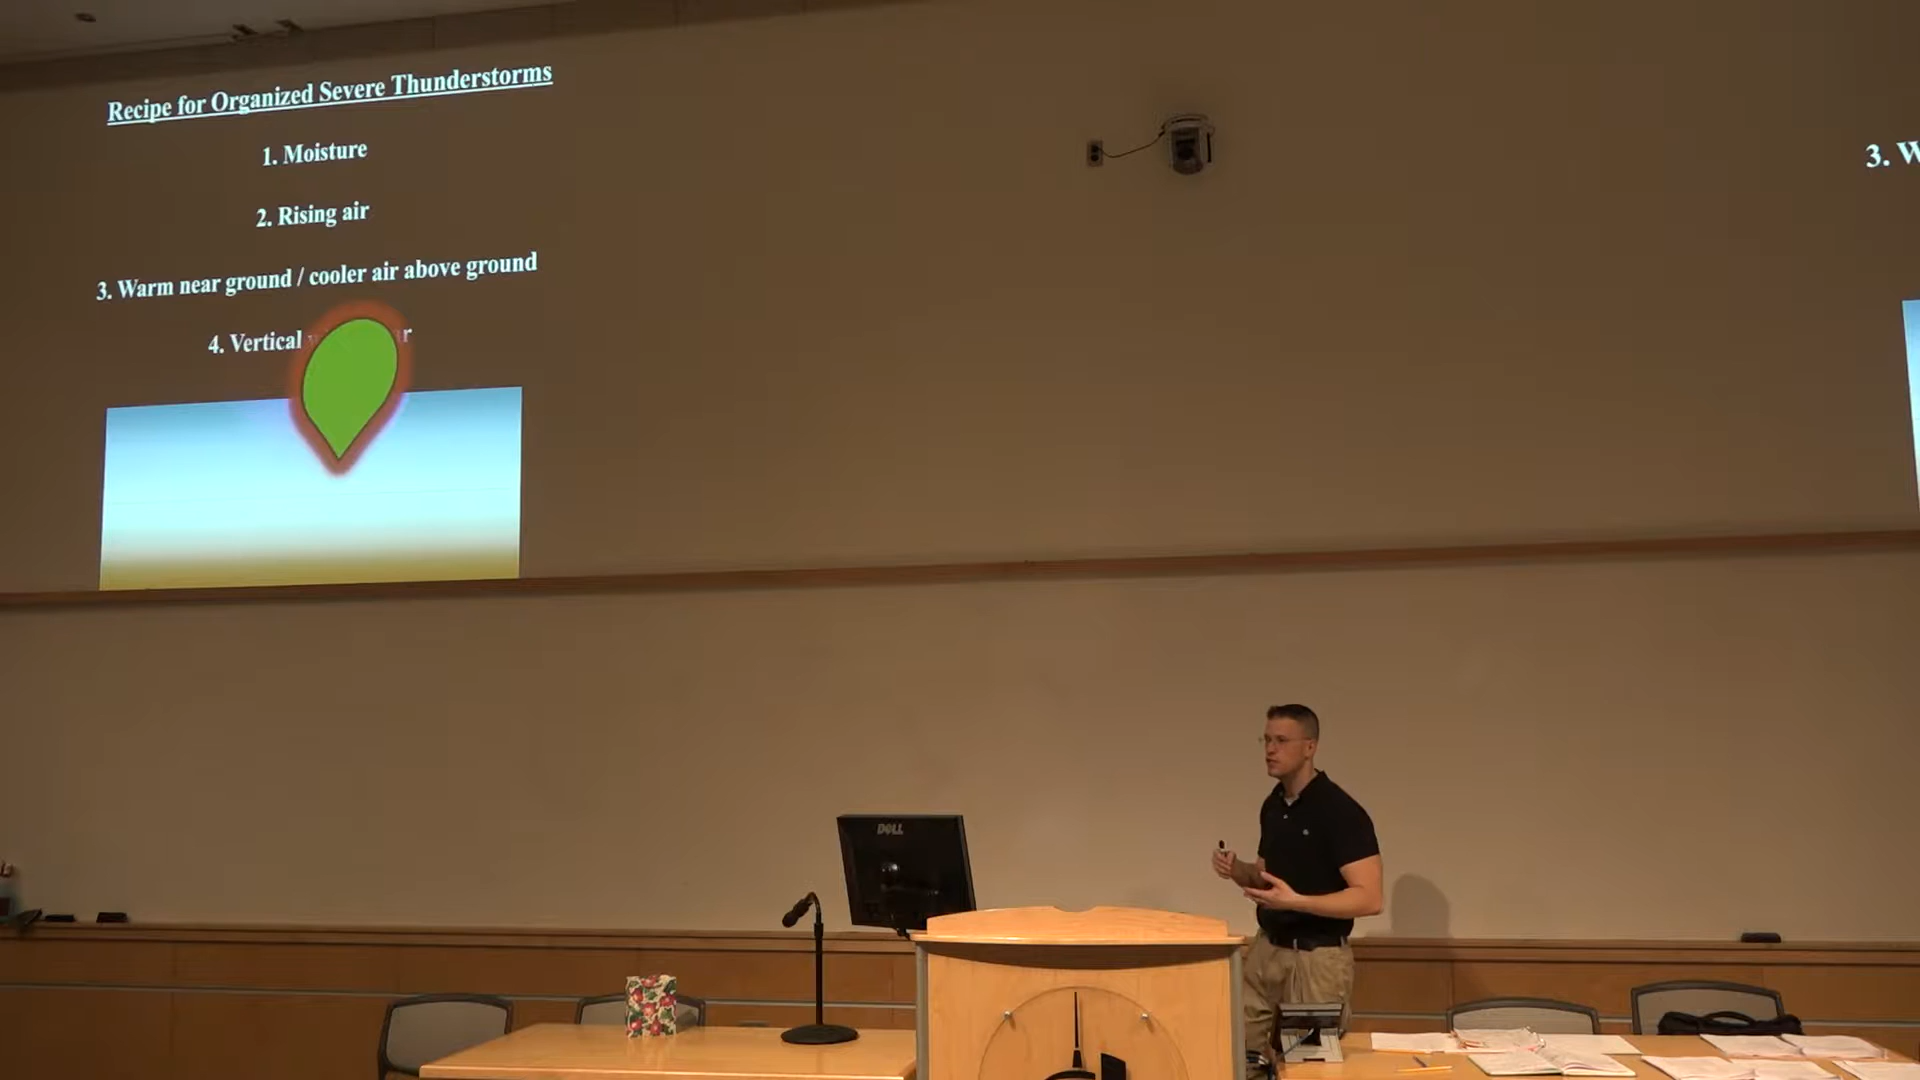 Recipe for Organized Severe Thunderstorms
1. Moisture
2. Rising air
3. Warm near ground / cooler air above ground
4. Vertical
3.
DELL